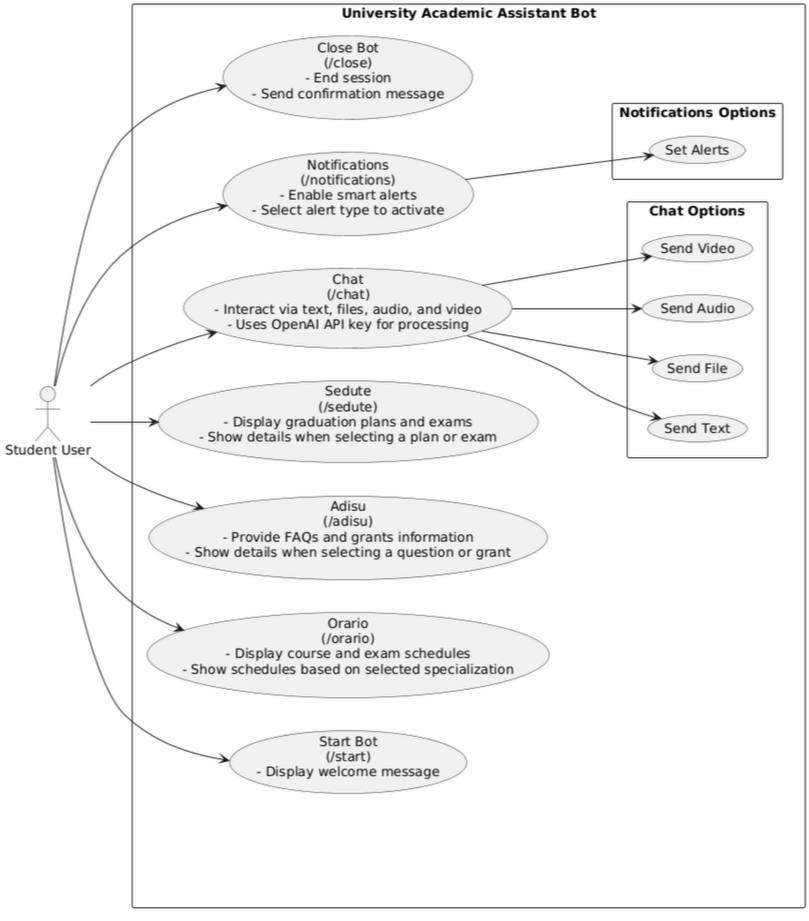 University Academic Assistant Bot
Close Bot
(/close)
- End session
- Send confirmation message
Notifications Options
Set Alerts
Notifications
(/notifications)
- Enable smart alerts
- Select alert type to activate
Chat Options
Send Video
Send Audio
Send File
Send Text
Chat
(/chat)
- Interact via text, files, audio, and video
- Uses OpenAI API key for processing
Student User
Sedute
(/sedute)
- Display graduation plans and exams
- Show details when selecting a plan or exam
Adisu
(/adisu)
- Provide FAQs and grants information
- Show details when selecting a question or grant
Orario
(/orario)
- Display course and exam schedules
- Show schedules based on selected specialization
Start Bot
(/start)
- Display welcome message